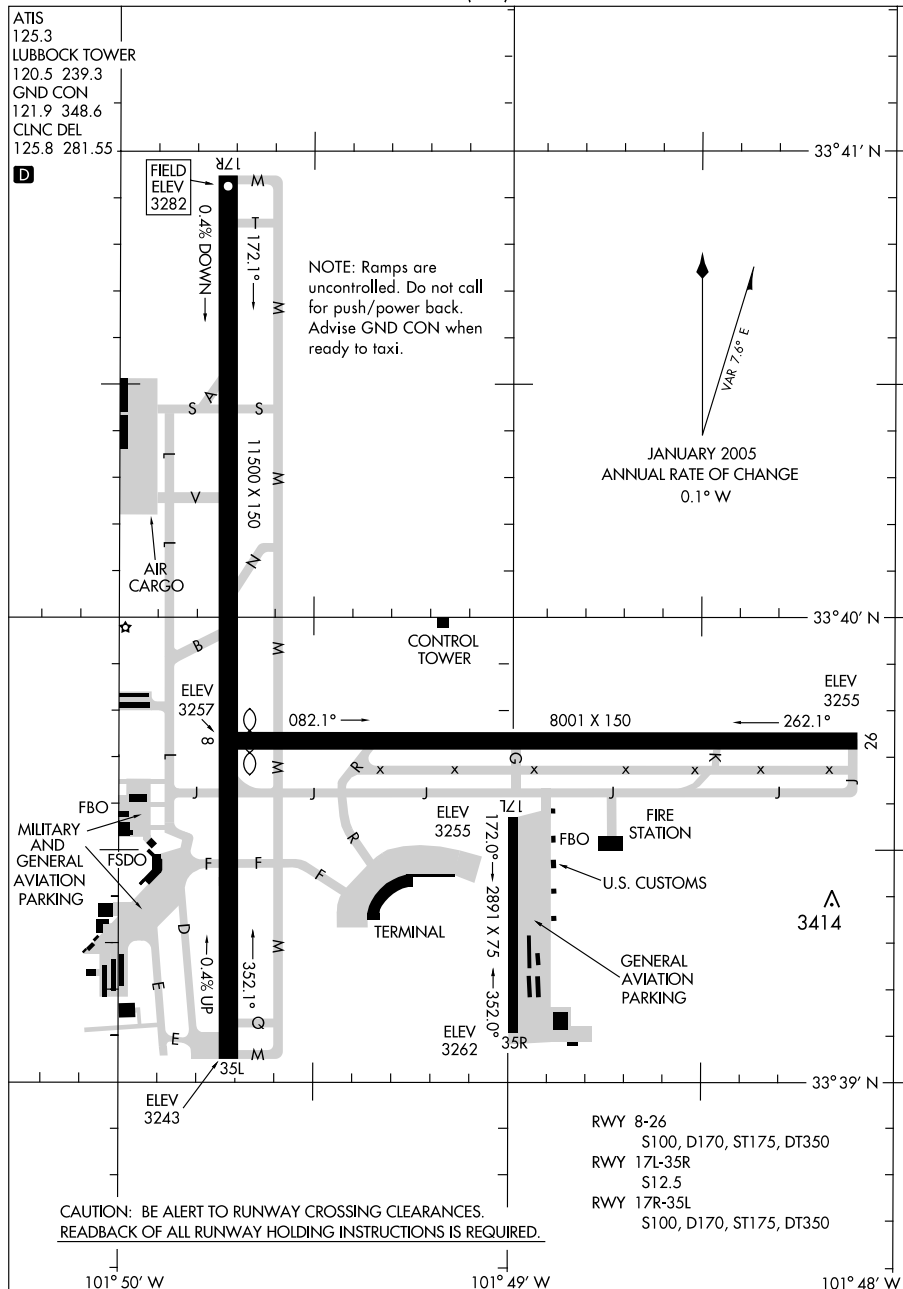 ATIS
125.3
LUBBOCK TOWER
120.5 239.3
GND CON
121.9 348.6
CLNC DEL
125.8 281.55
D
FIELD
ELEV
3282
17R
W
T
0.4% DOWN
172.1°
M
NOTE: Ramps are
uncontrolled. Do not call
for push/power back.
Advise GND CON when
ready to taxi.
33°41' N
VAR 7.6° E
JANUARY 2005
ANNUAL RATE OF CHANGE
0.1° W
A
S
S
L
M
11500 X 150
V
L
N
AIR
CARGO
33°40' N
CONTROL
TOWER
B
M
ELEV
3257
8
082.1°
8001 X 150
262.1°
ELEV
3255
26
L
M
R
G
K
X X X X X X X
J
J
J
J
J
J
FBO
MILITARY
AND
GENERAL
AVIATION
PARKING
FSDO
F
F
F
R
TERMINAL
ELEV
3255
17L
172.0°
2891 X 75
352.0°
ELEV
3262
35R
FBO
FIRE
STATION
U.S. CUSTOMS
GENERAL
AVIATION
PARKING
3414
D
E
E
0.4% UP
352.1°
M
Q
M
35L
ELEV
3243
33°39' N
RWY 8-26
S100, D170, ST175, DT350
RWY 17L-35R
S12.5
RWY 17R-35L
S100, D170, ST175, DT350
CAUTION: BE ALERT TO RUNWAY CROSSING CLEARANCES.
READBACK OF ALL RUNWAY HOLDING INSTRUCTIONS IS REQUIRED.
101°50' W
101°49' W
101°48' W